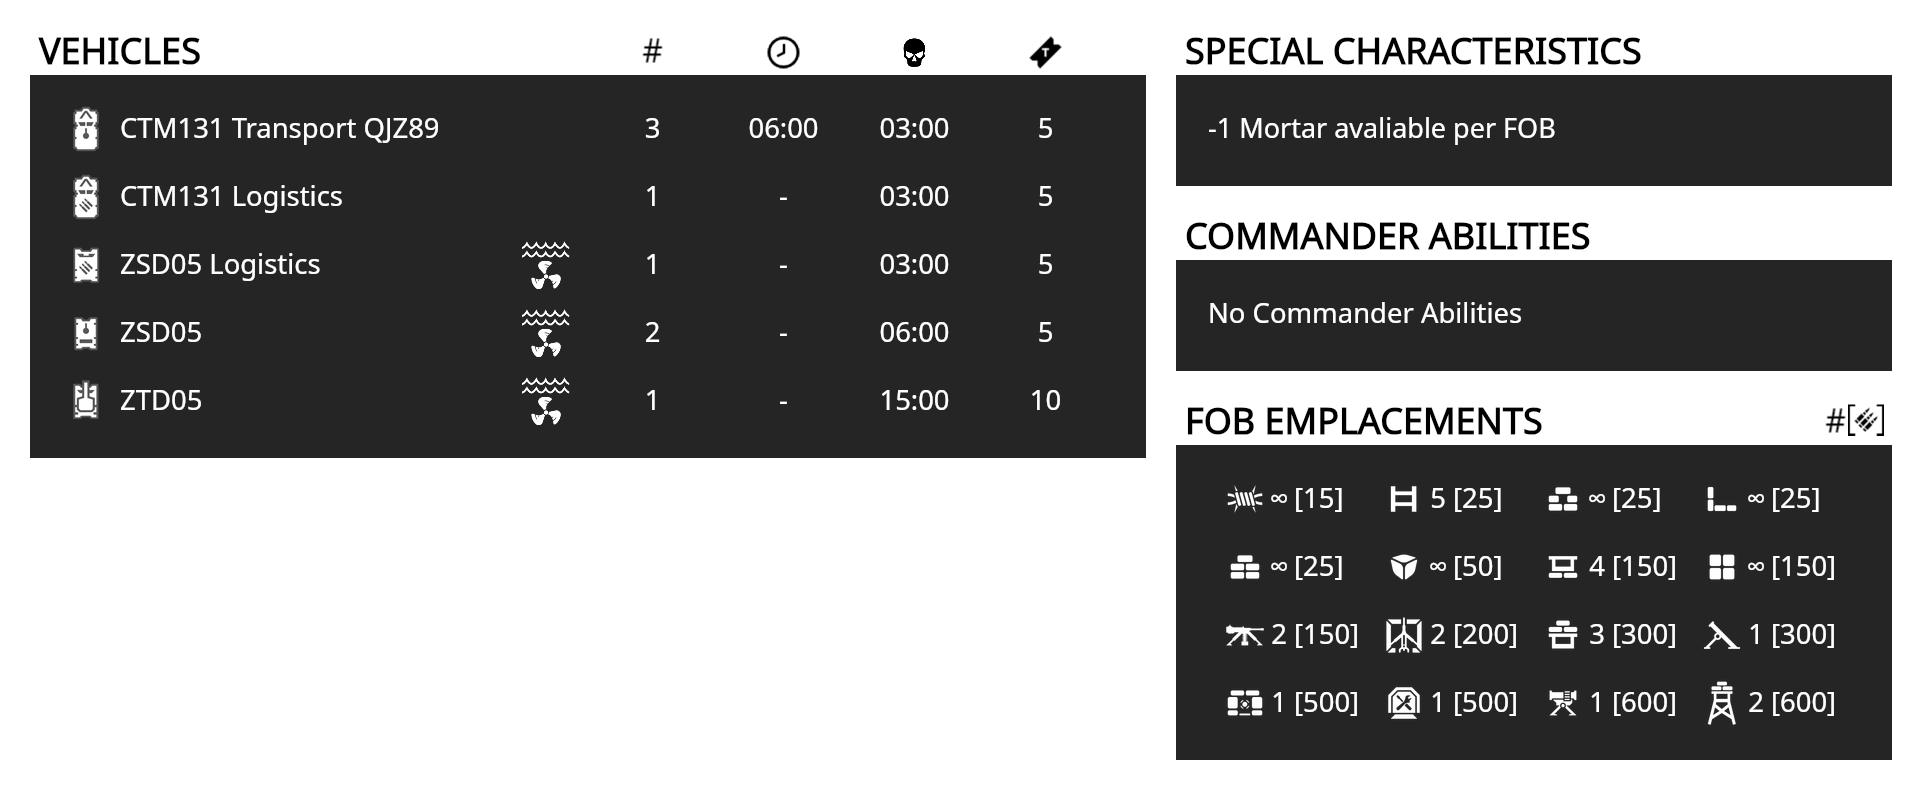 VEHICLES #
CTM131 Transport QJZ89 3 06:00 03:00 5
CTM131 Logistics 1 - 03:00 5
ZSD05 Logistics 1 - 03:00 5
ZSD05 2 - 06:00 5
ZTD05 1 - 15:00 10
SPECIAL CHARACTERISTICS
-1 Mortar avaliable per FOB
COMMANDER ABILITIES
No Commander Abilities
FOB EMPLACEMENTS #[]
∞ [15] 5 [25] ∞ [25] ∞ [25]
∞ [25] ∞ [50] 4 [150] ∞ [150]
2 [150] 2 [200] 3 [300] 1 [300]
1 [500] 1 [500] 1 [600] 2 [600]